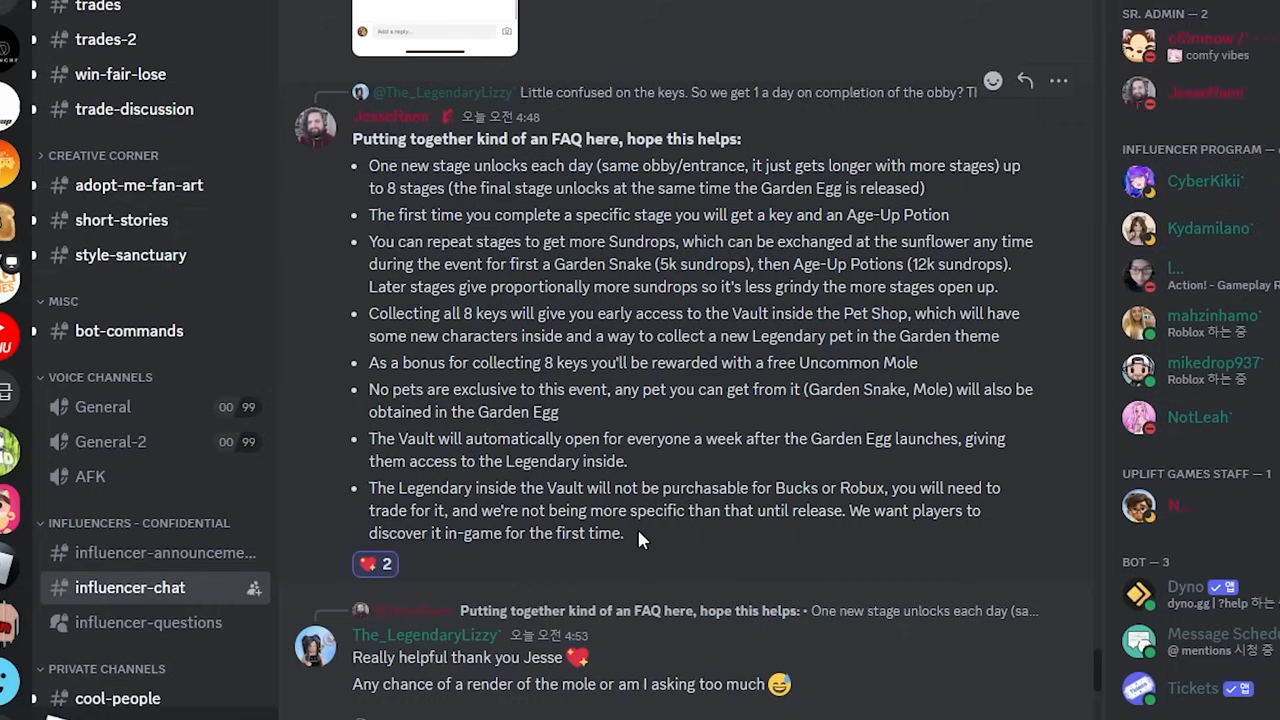 trades
trades-2
win-fair-lose
trade-discussion
CREATIVE CORNER
adopt-me-fan-art
short-stories
style-sanctuary
MISC
bot-commands
VOICE CHANNELS
General 00 99
General-2 00 99
AFK
INFLUENCERS - CONFIDENTIAL
influencer-announceme...
influencer-chat
influencer-questions
PRIVATE CHANNELS
cool-people
Add a reply...
@The_LegendaryLizzy Little confused on the keys. So we get 1 a day on completion of the obby?
오늘 오전 4:48
Putting together kind of an FAQ here, hope this helps:
• One new stage unlocks each day (same obby/entrance, it just gets longer with more stages) up
to 8 stages (the final stage unlocks at the same time the Garden Egg is released)
• The first time you complete a specific stage you will get a key and an Age-Up Potion
• You can repeat stages to get more Sundrops, which can be exchanged at the sunflower any time
during the event for first a Garden Snake (5k sundrops), then Age-Up Potions (12k sundrops).
Later stages give proportionally more sundrops so it's less grindy the more stages open up.
• Collecting all 8 keys will give you early access to the Vault inside the Pet Shop, which will have
some new characters inside and a way to collect a new Legendary pet in the Garden theme
• As a bonus for collecting 8 keys you'll be rewarded with a free Uncommon Mole
• No pets are exclusive to this event, any pet you can get from it (Garden Snake, Mole) will also be
obtained in the Garden Egg
• The Vault will automatically open for everyone a week after the Garden Egg launches, giving
them access to the Legendary inside.
• The Legendary inside the Vault will not be purchasable for Bucks or Robux, you will need to
trade for it, and we're not being more specific than that until release. We want players to
discover it in-game for the first time.
💖 2
Putting together kind of an FAQ here, hope this helps: • One new stage unlocks each day (sa...
The_LegendaryLizzy` 오늘 오전 4:53
Really helpful thank you Jesse 💖
Any chance of a render of the mole or am I asking too much 😅
SR. ADMIN — 2
comfy vibes
INFLUENCER PROGRAM —
CyberKikii`
Kydamilano`
L...
Action! - Gameplay R
mahzinhamo`
Roblox 하는 중
mikedrop937`
Roblox 하는 중
NotLeah`
UPLIFT GAMES STAFF — 1
N...
BOT — 3
Dyno ✓ 앱
dyno.gg | ?help 하는
Message Schedu
@ mentions 시청 중
Tickets ✓ 앱